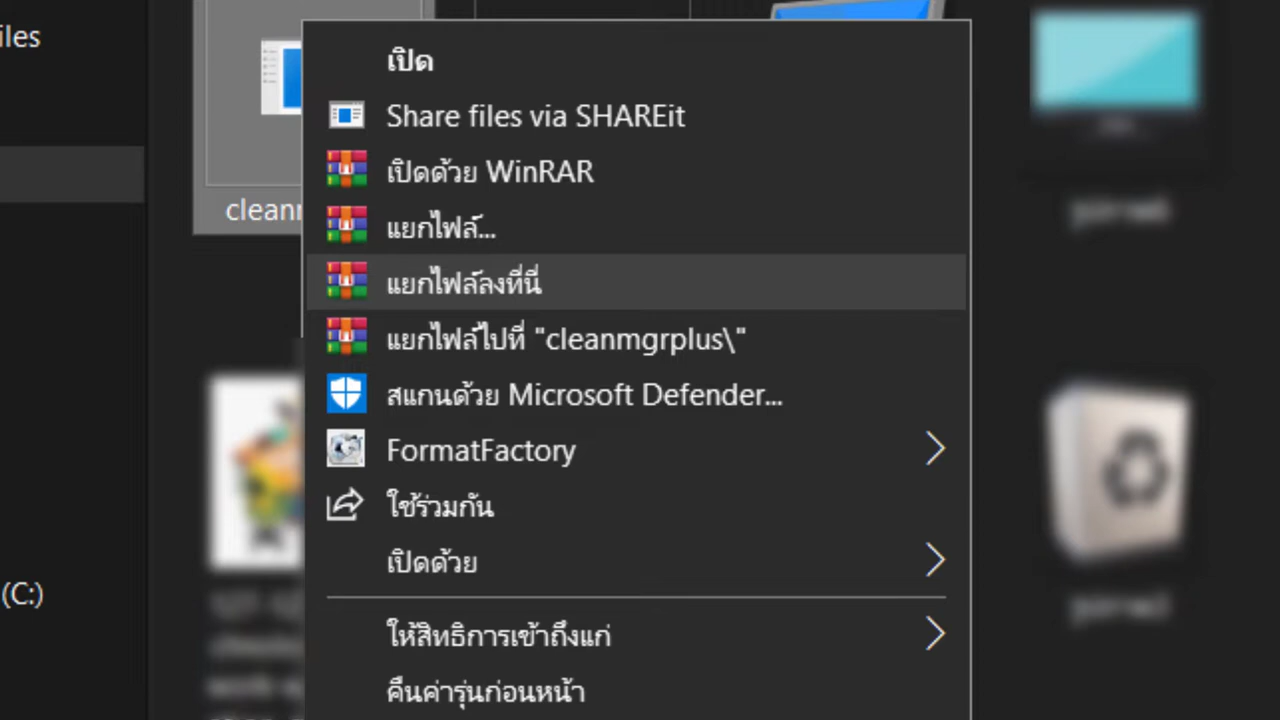 iles
เปิด
Share files via SHAREit
เปิดด้วย WinRAR
cleanr
แยกไฟล์...
แยกไฟล์ลงที่นี่
แยกไฟล์ไปที่ "cleanmgrplus\"
สแกนด้วย Microsoft Defender...
FormatFactory
ใช้ร่วมกัน
เปิดด้วย
(C:)
ให้สิทธิการเข้าถึงแก่
คืนค่ารุ่นก่อนหน้า